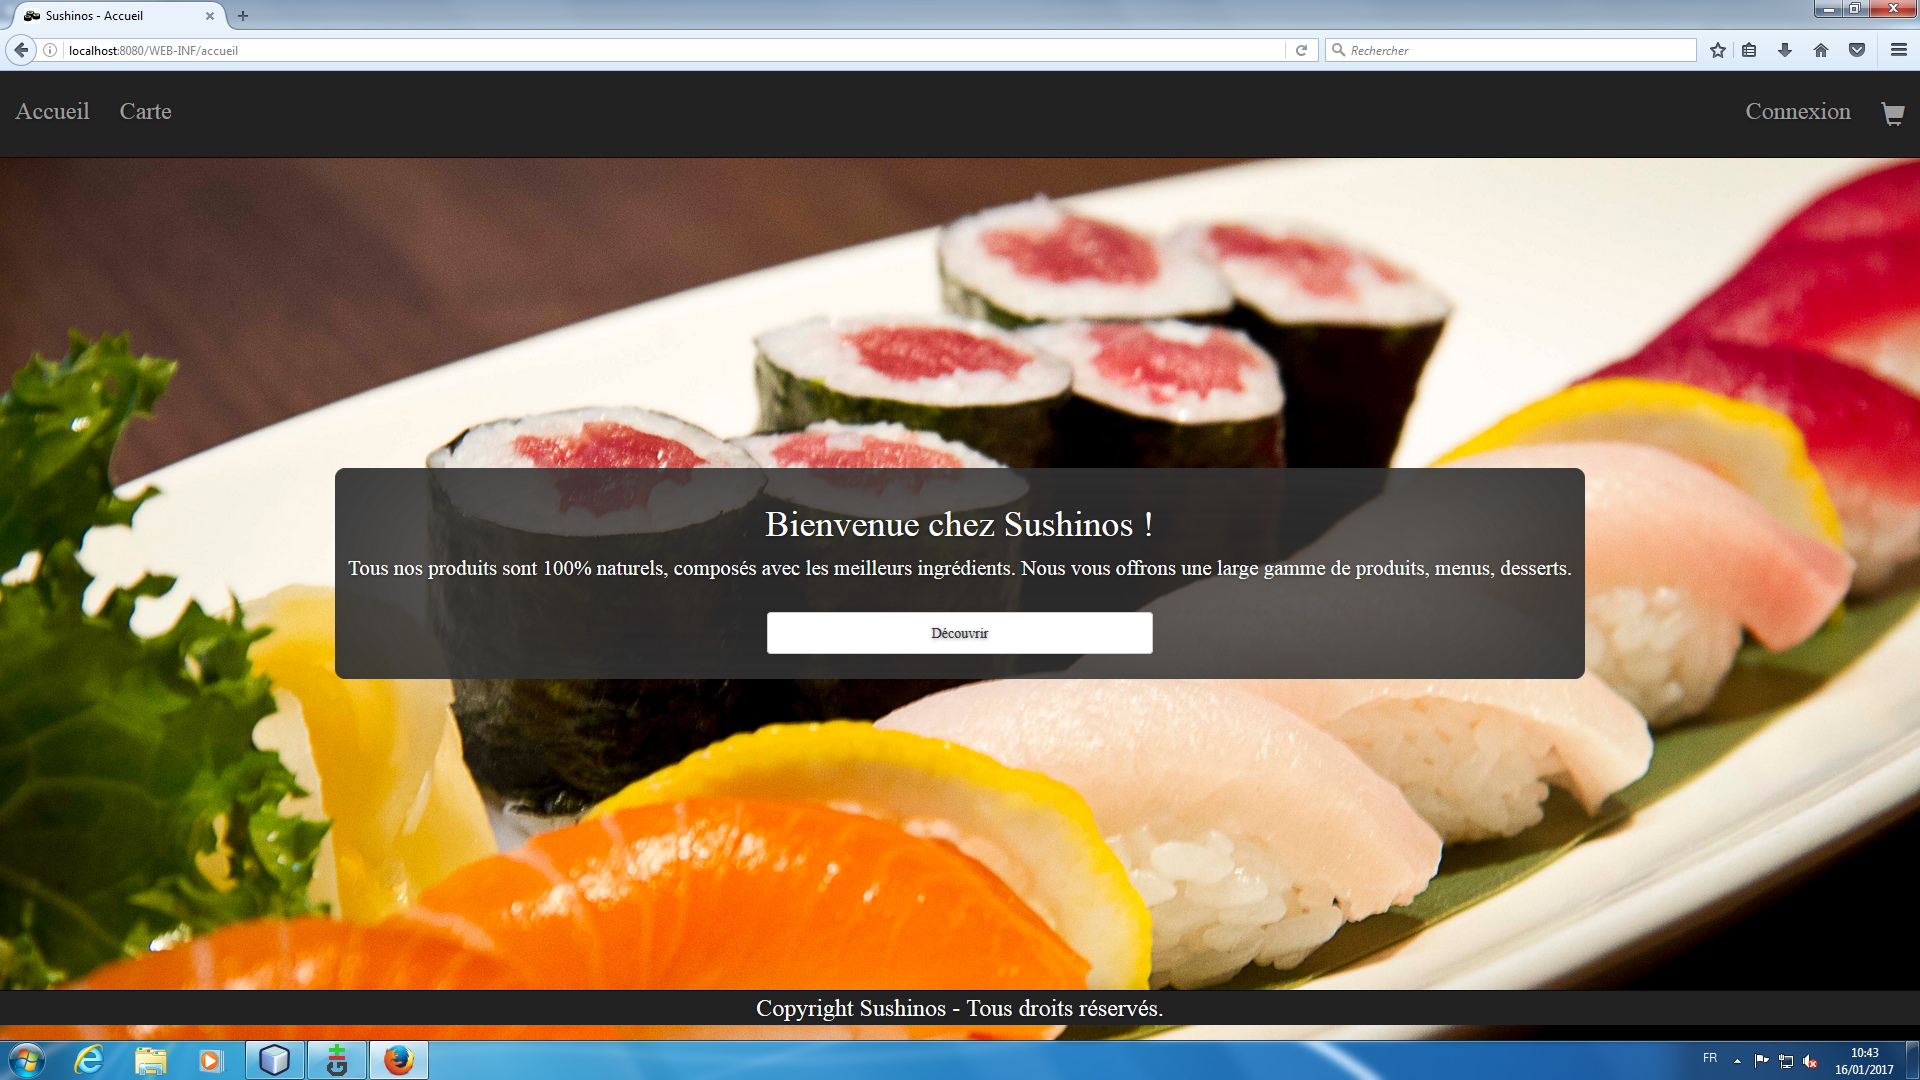 Sushinos - Accueil
localhost:8080/WEB-INF/accueil
Rechercher
Accueil Carte Connexion
Bienvenue chez Sushinos !
Tous nos produits sont 100% naturels, composés avec les meilleurs ingrédients. Nous vous offrons une large gamme de produits, menus, desserts.
Découvrir
Copyright Sushinos - Tous droits réservés.
FR
10:43
16/01/2017